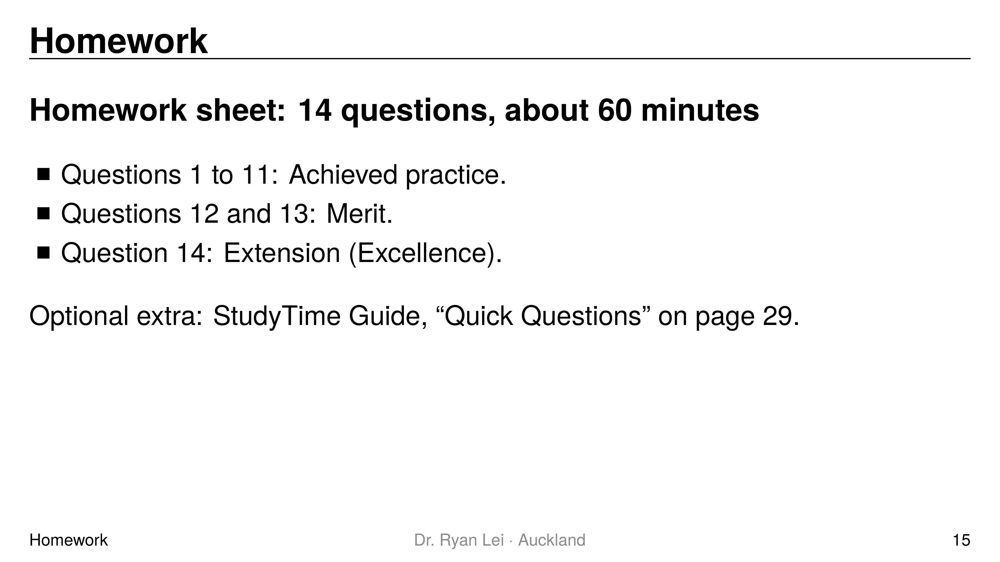 Homework
Homework sheet: 14 questions, about 60 minutes
■ Questions 1 to 11: Achieved practice.
■ Questions 12 and 13: Merit.
■ Question 14: Extension (Excellence).
Optional extra: StudyTime Guide, “Quick Questions” on page 29.
Homework
Dr. Ryan Lei · Auckland
15